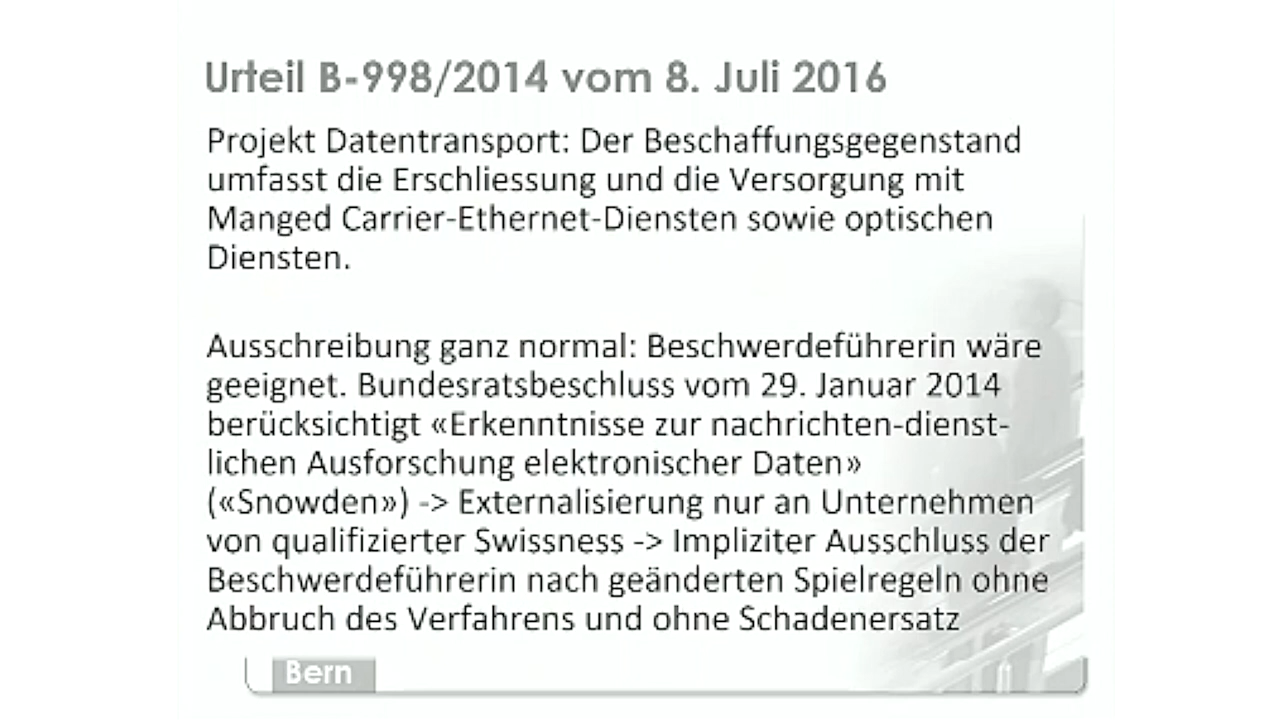 Urteil B-998/2014 vom 8. Juli 2016
Projekt Datentransport: Der Beschaffungsgegenstand
umfasst die Erschliessung und die Versorgung mit
Manged Carrier-Ethernet-Diensten sowie optischen
Diensten.
Ausschreibung ganz normal: Beschwerdeführerin wäre
geeignet. Bundesratsbeschluss vom 29. Januar 2014
berücksichtigt «Erkenntnisse zur nachrichten-dienst-
lichen Ausforschung elektronischer Daten»
(«Snowden») -> Externalisierung nur an Unternehmen
von qualifizierter Swissness -> Impliziter Ausschluss der
Beschwerdeführerin nach geänderten Spielregeln ohne
Abbruch des Verfahrens und ohne Schadenersatz
Bern